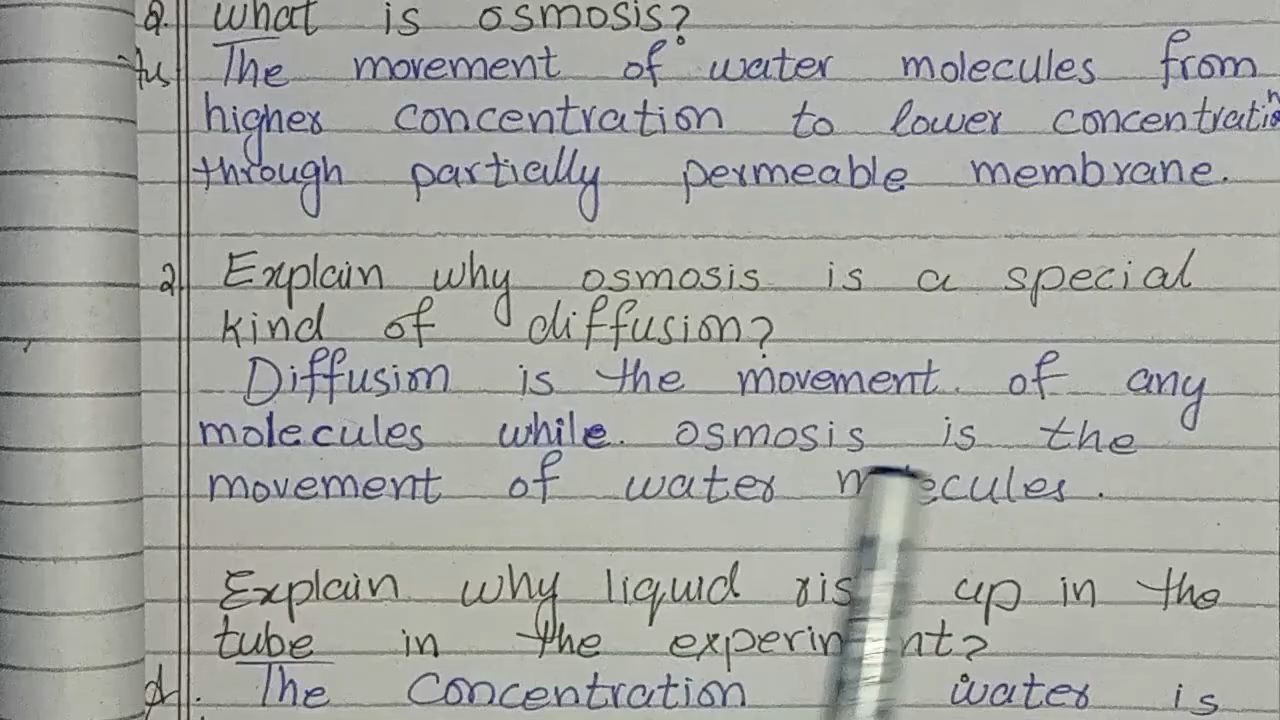 Q. What is osmosis?
Ans The movement of water molecules from
higher concentration to lower concentration
through partially permeable membrane.
2 Explain why osmosis is a special
kind of diffusion?
Diffusion is the movement of any
molecules while osmosis is the
movement of water molecules.
Explain why liquid up in the
tube in the experiment?
The Concentration water is